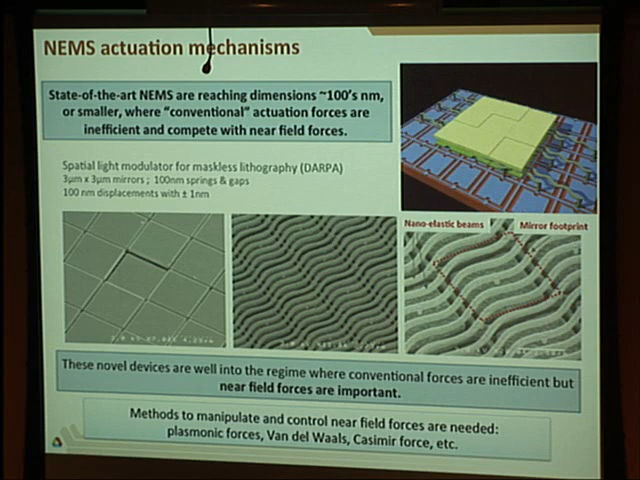 NEMS actuation mechanisms
State-of-the-art NEMS are reaching dimensions ~100's nm,
or smaller, where "conventional" actuation forces are
inefficient and compete with near field forces.
Spatial light modulator for maskless lithography (DARPA)
3µm x 3µm mirrors ; 100nm springs & gaps
100 nm displacements with ± 1nm
Nano-elastic beams Mirror footprint
These novel devices are well into the regime where conventional forces are inefficient but
near field forces are important.
Methods to manipulate and control near field forces are needed:
plasmonic forces, Van del Waals, Casimir force, etc.